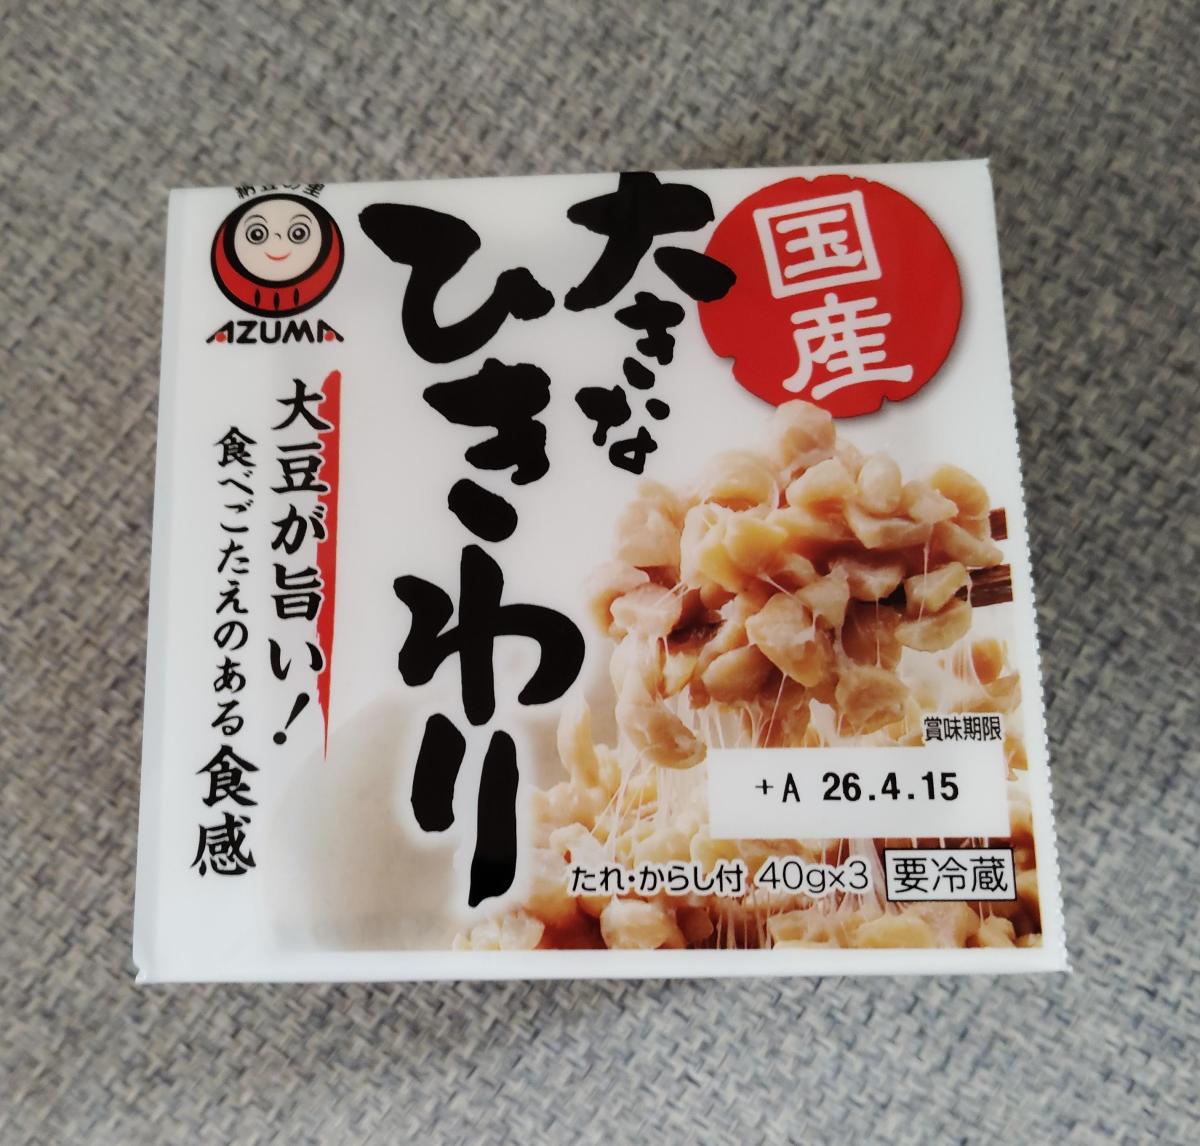 国産
大きな
ひきわり
納豆の里
AZUMA
大豆が旨い！
食べごたえのある食感
賞味期限
+A 26.4.15
たれ・からし付 40g×3 要冷蔵